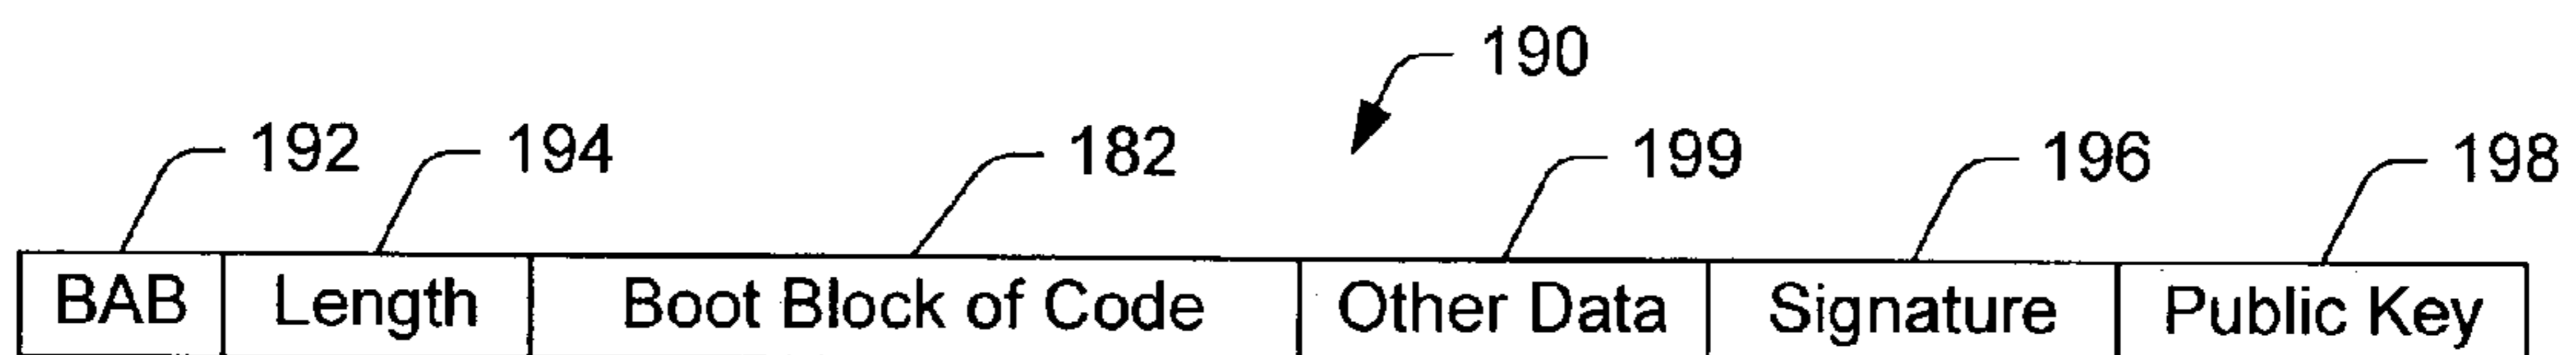 190
192 194 182 199 196 198
BAB Length Boot Block of Code Other Data Signature Public Key